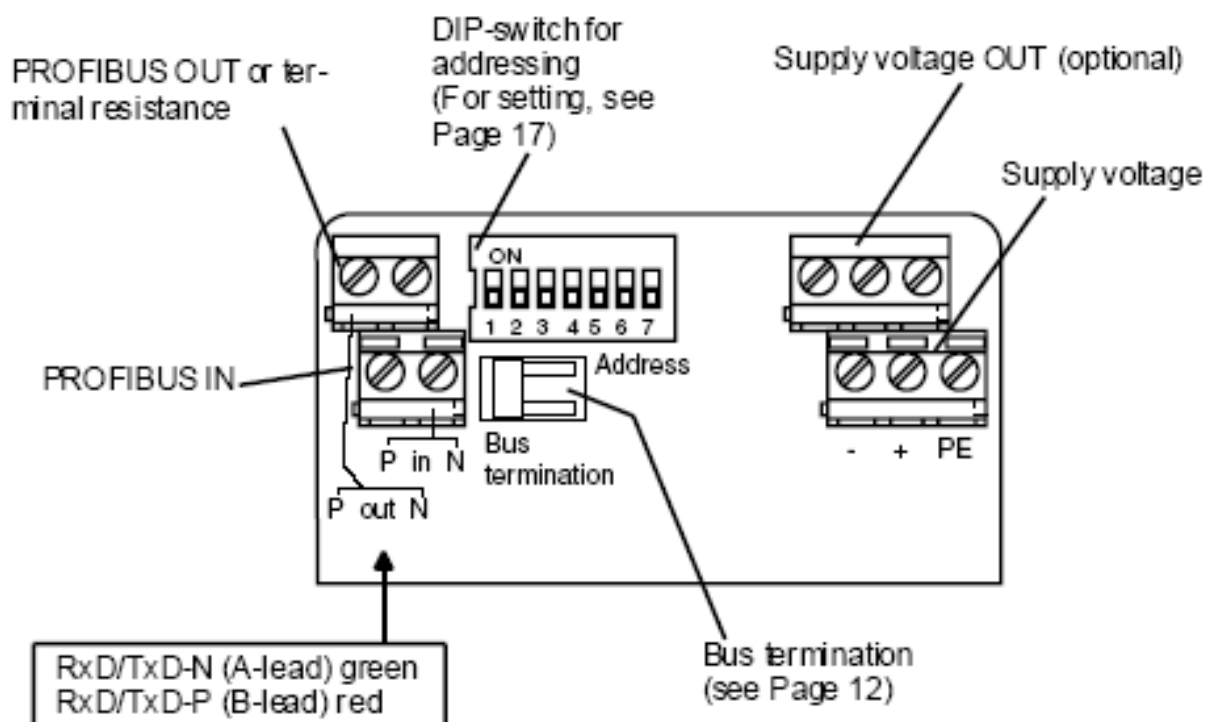 DIP-switch for
addressing
(For setting, see
Page 17)
PROFIBUS OUT or ter-
minal resistance
Supply voltage OUT (optional)
Supply voltage
ON
1 2 3 4 5 6 7
Address
PROFIBUS IN
Bus
termination
P in N
P out N
- + PE
RxD/TxD-N (A-lead) green
RxD/TxD-P (B-lead) red
Bus termination
(see Page 12)